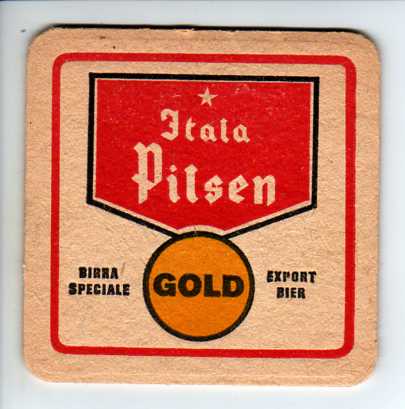 Itala
Pilsen
BIRRA
SPECIALE
GOLD
EXPORT
BIER